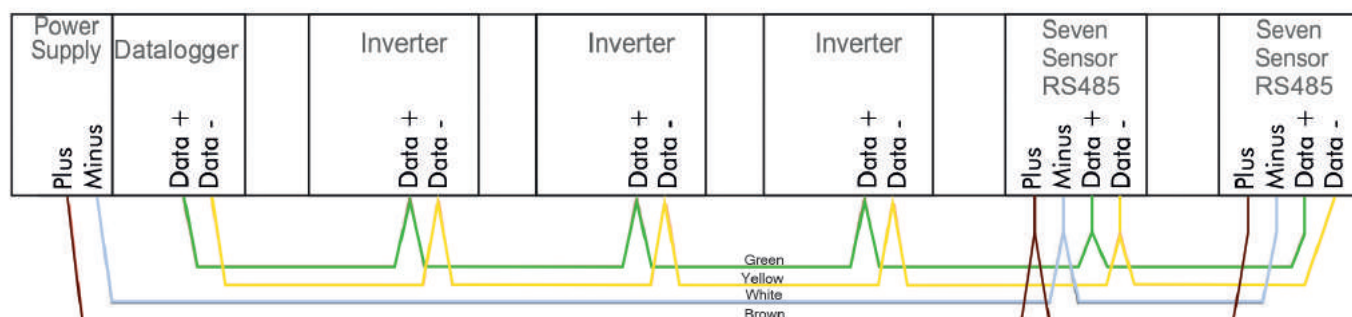 Power
Supply
Plus
Minus
Datalogger
Data +
Data -
Inverter
Data +
Data -
Inverter
Data +
Data -
Inverter
Data +
Data -
Seven
Sensor
RS485
Plus
Minus
Data +
Data -
Seven
Sensor
RS485
Plus
Minus
Data +
Data -
Green
Yellow
White
Brown